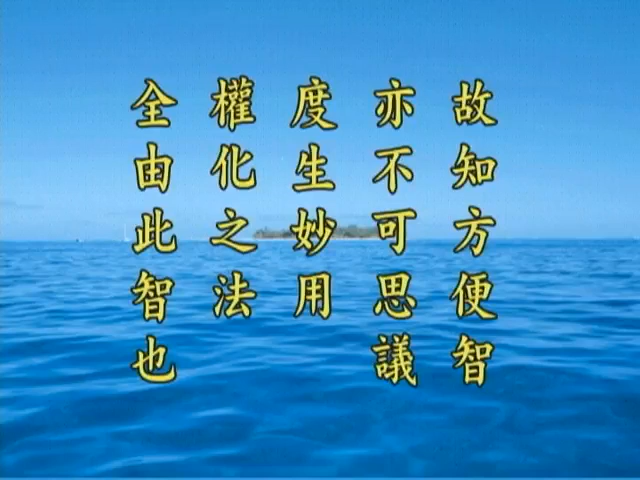 故知方便智
亦不可思議
度生妙用
權化之法
全由此智也